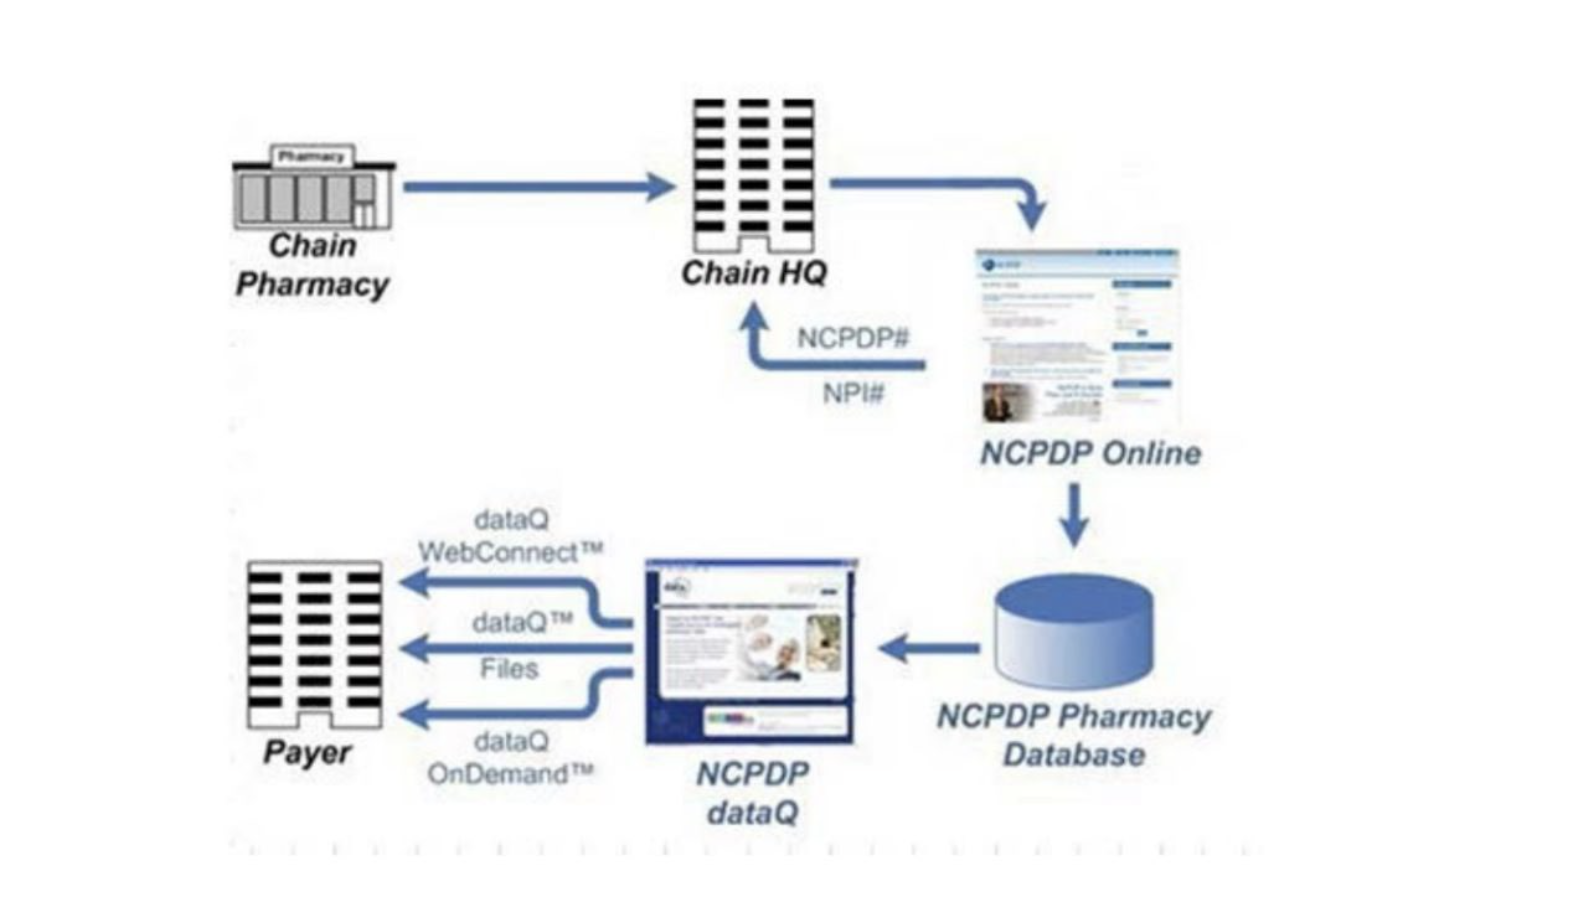 Pharmacy
Chain
Pharmacy
Chain HQ
NCPDP#
NPI#
NCPDP Online
NCPDP Pharmacy
Database
NCPDP
dataQ
dataQ
WebConnect™
dataQ™
Files
dataQ
OnDemand™
Payer